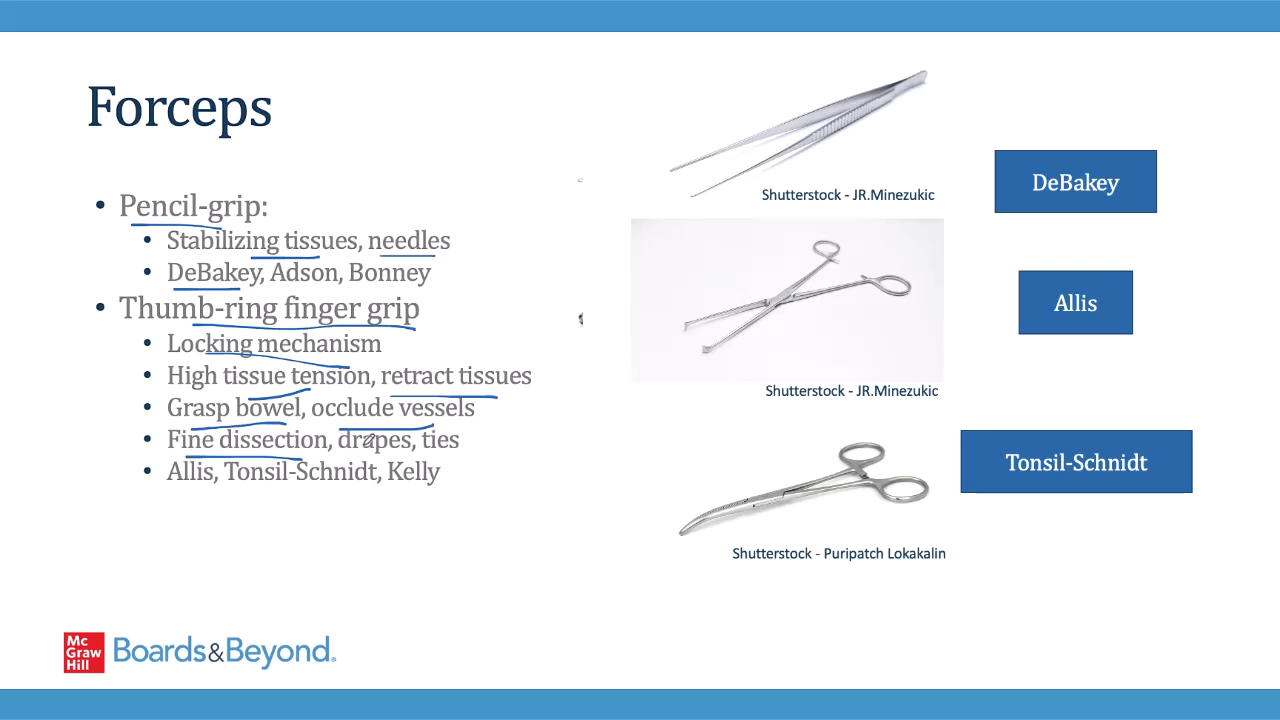 Forceps
• Pencil-grip:
• Stabilizing tissues, needles
• DeBakey, Adson, Bonney
• Thumb-ring finger grip
• Locking mechanism
• High tissue tension, retract tissues
• Grasp bowel, occlude vessels
• Fine dissection, drapes, ties
• Allis, Tonsil-Schnidt, Kelly
Shutterstock - JR.Minezukic
DeBakey
Shutterstock - JR.Minezukic
Allis
Shutterstock - Puripatch Lokakalin
Tonsil-Schnidt
Mc
Graw
Hill
Boards&Beyond.